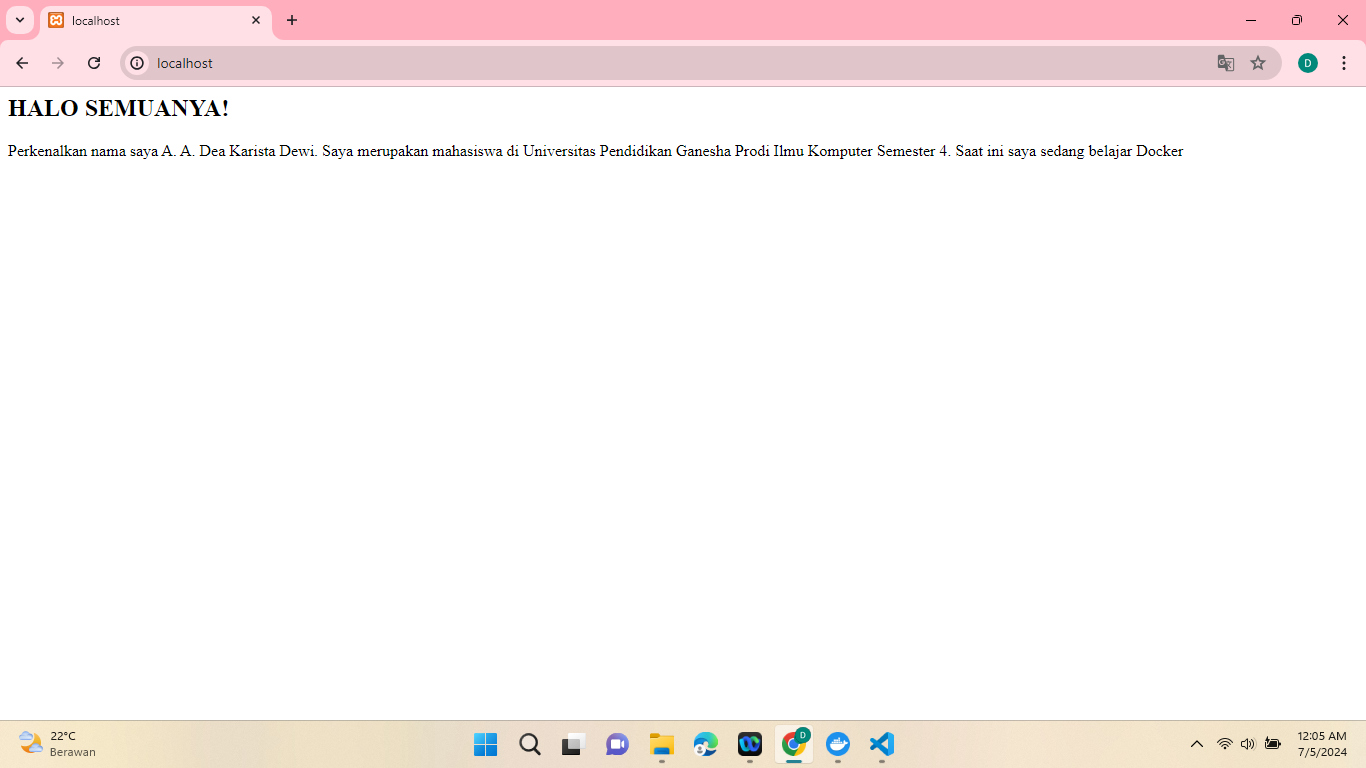 localhost
localhost
HALO SEMUANYA!
Perkenalkan nama saya A. A. Dea Karista Dewi. Saya merupakan mahasiswa di Universitas Pendidikan Ganesha Prodi Ilmu Komputer Semester 4. Saat ini saya sedang belajar Docker
D
22°C
Berawan
D
12:05 AM
7/5/2024